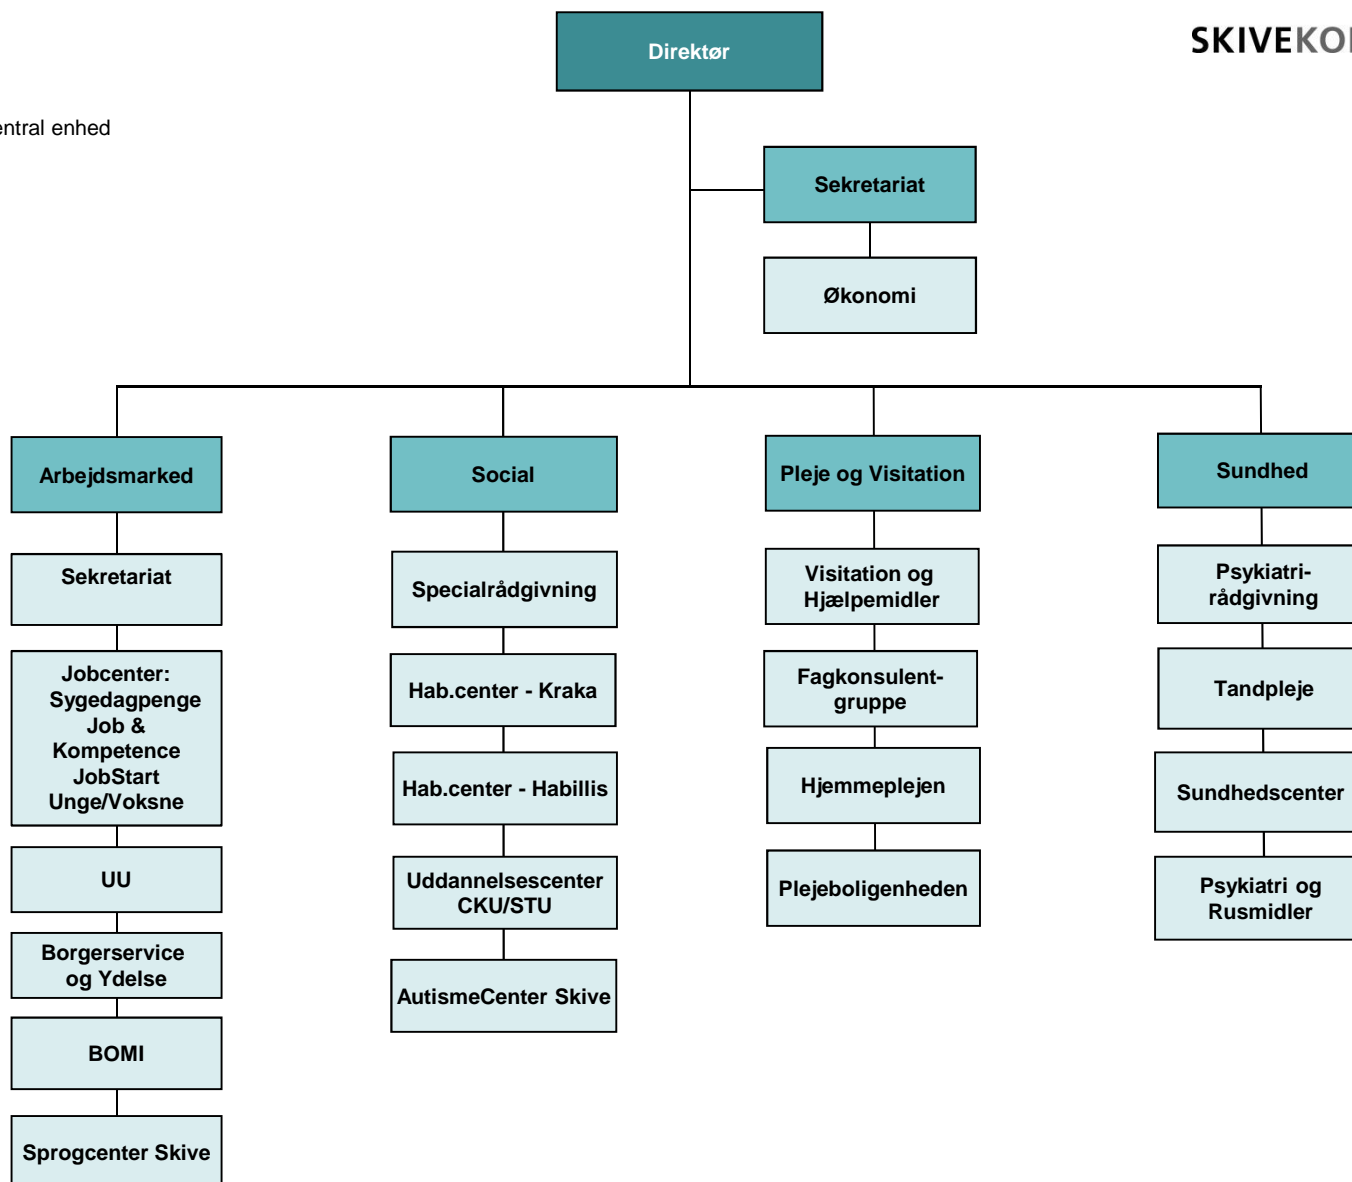 Direktør
SKIVEKO
entral enhed
Sekretariat
Økonomi
Arbejdsmarked
Sekretariat
Jobcenter:
Sygedagpenge
Job &
Kompetence
JobStart
Unge/Voksne
UU
Borgerservice
og Ydelse
BOMI
Sprogcenter Skive
Social
Specialrådgivning
Hab.center - Kraka
Hab.center - Habillis
Uddannelsescenter
CKU/STU
AutismeCenter Skive
Pleje og Visitation
Visitation og
Hjælpemidler
Fagkonsulent-
gruppe
Hjemmeplejen
Plejeboligenheden
Sundhed
Psykiatri-
rådgivning
Tandpleje
Sundhedscenter
Psykiatri og
Rusmidler